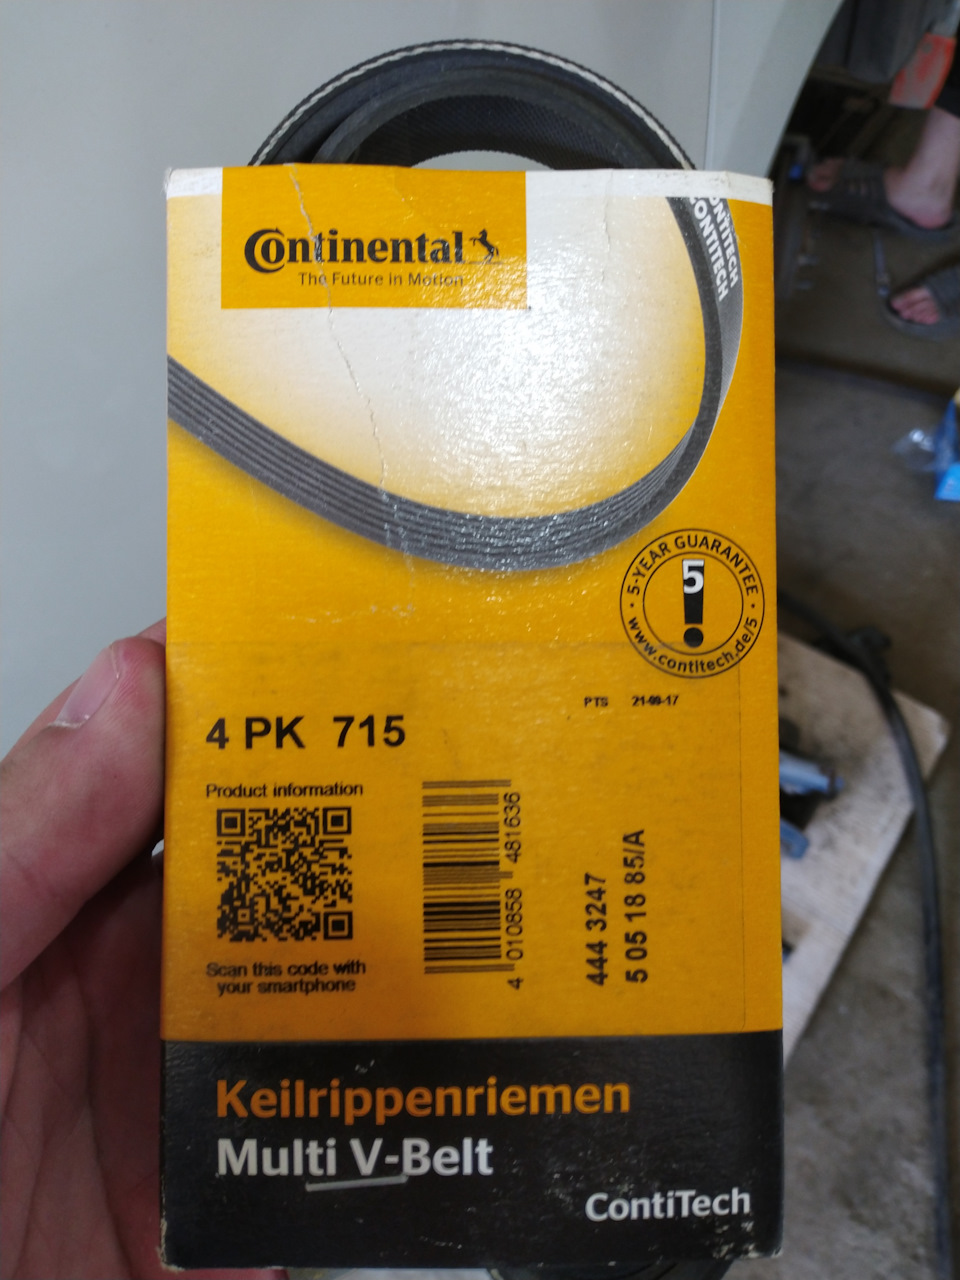 Continental
The Future in Motion
CONTITECH
CONTITECH
5-YEAR GUARANTEE
5
www.contitech.de/5
PTS 21-09-17
4 PK 715
Product information
Scan this code with
your smartphone
4 010858 481636
444 3247
5 05 18 85/A
Keilrippenriemen
Multi V-Belt
ContiTech